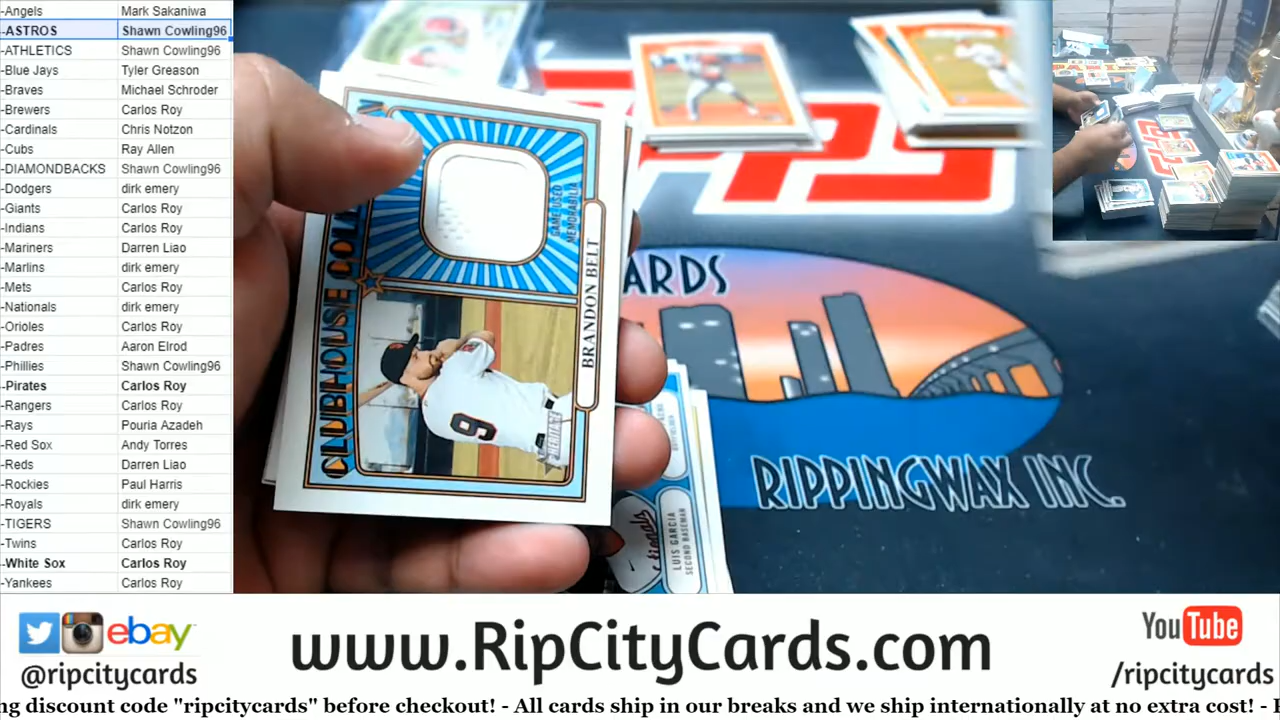 -Angels Mark Sakaniwa
-ASTROS Shawn Cowling96
-ATHLETICS Shawn Cowling96
-Blue Jays Tyler Greason
-Braves Michael Schroder
-Brewers Carlos Roy
-Cardinals Chris Notzon
-Cubs Ray Allen
-DIAMONDBACKS Shawn Cowling96
-Dodgers dirk emery
-Giants Carlos Roy
-Indians Carlos Roy
-Mariners Darren Liao
-Marlins dirk emery
-Mets Carlos Roy
-Nationals dirk emery
-Orioles Carlos Roy
-Padres Aaron Elrod
-Phillies Shawn Cowling96
-Pirates Carlos Roy
-Rangers Carlos Roy
-Rays Pouria Azadeh
-Red Sox Andy Torres
-Reds Darren Liao
-Rockies Paul Harris
-Royals dirk emery
-TIGERS Shawn Cowling96
-Twins Carlos Roy
-White Sox Carlos Roy
-Yankees Carlos Roy
CLUBHOUSE
GAME USED
MEMORABILIA
BRANDON BELT
9
HERITAGE
LUIS GARCIA
SECOND BASEMAN
ARDS
RIPPINGWAX INC.
ebay
@ripcitycards
www.RipCityCards.com
YouTube
/ripcitycards
ng discount code "ripcitycards" before checkout! - All cards ship in our breaks and we ship internationally at no extra cost! -